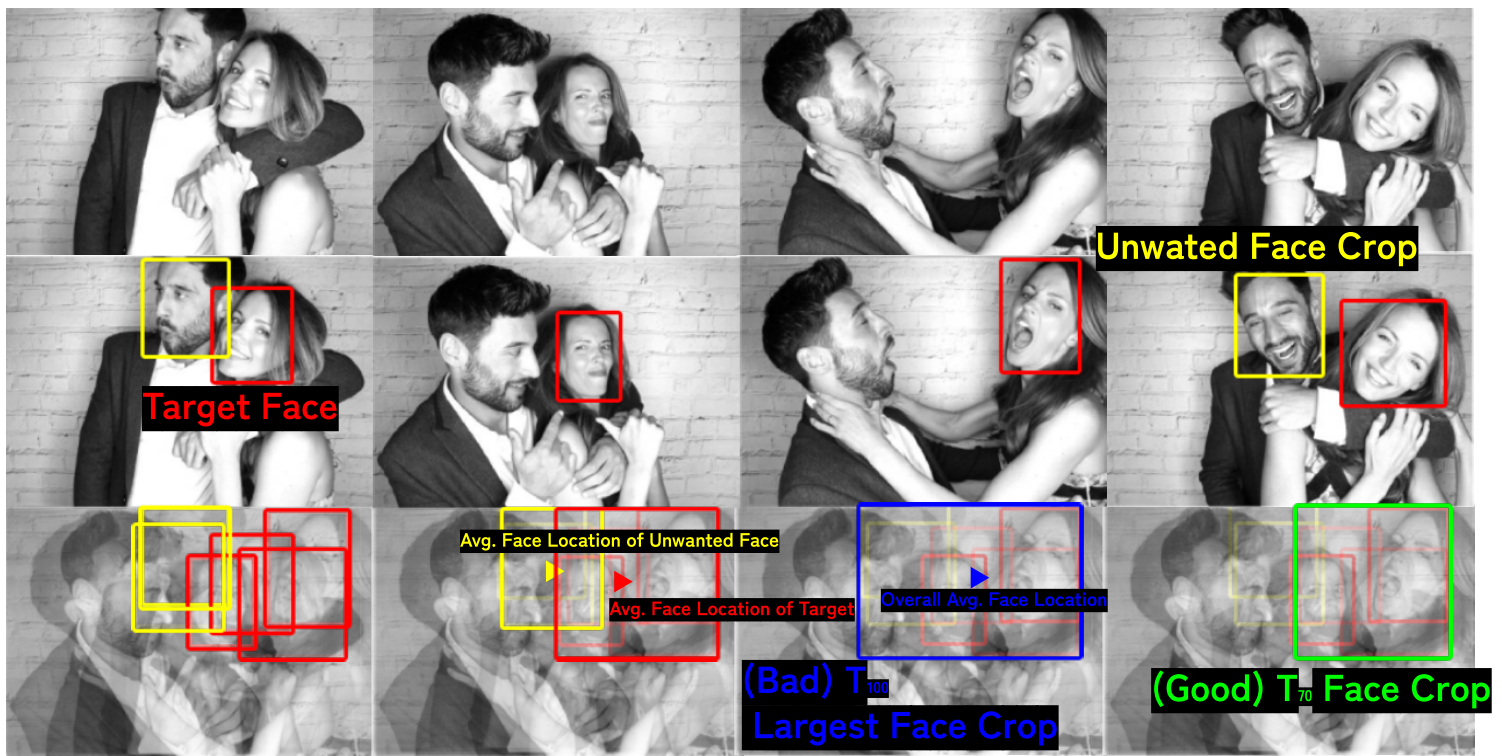 Unwated Face Crop
Target Face
Avg. Face Location of Unwanted Face
Avg. Face Location of Target
Overall Avg. Face Location
(Bad) T100
Largest Face Crop
(Good) T70 Face Crop